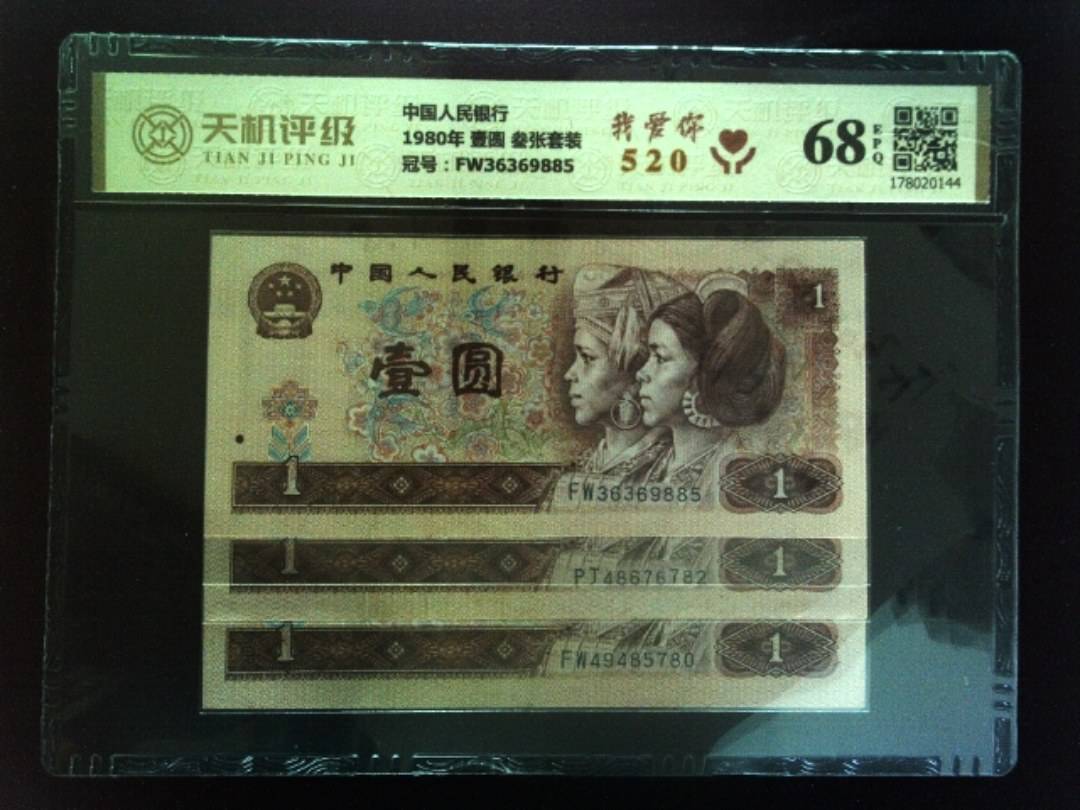 天机评级
TIAN JI PING JI
中国人民银行
1980年 壹圆 叁张套装
冠号：FW36369885
我爱你
520
68
EPQ
178020144
中国人民银行
1
壹圆
1
FW36369885
1
1
PJ48676782
1
1
FW49485780
1